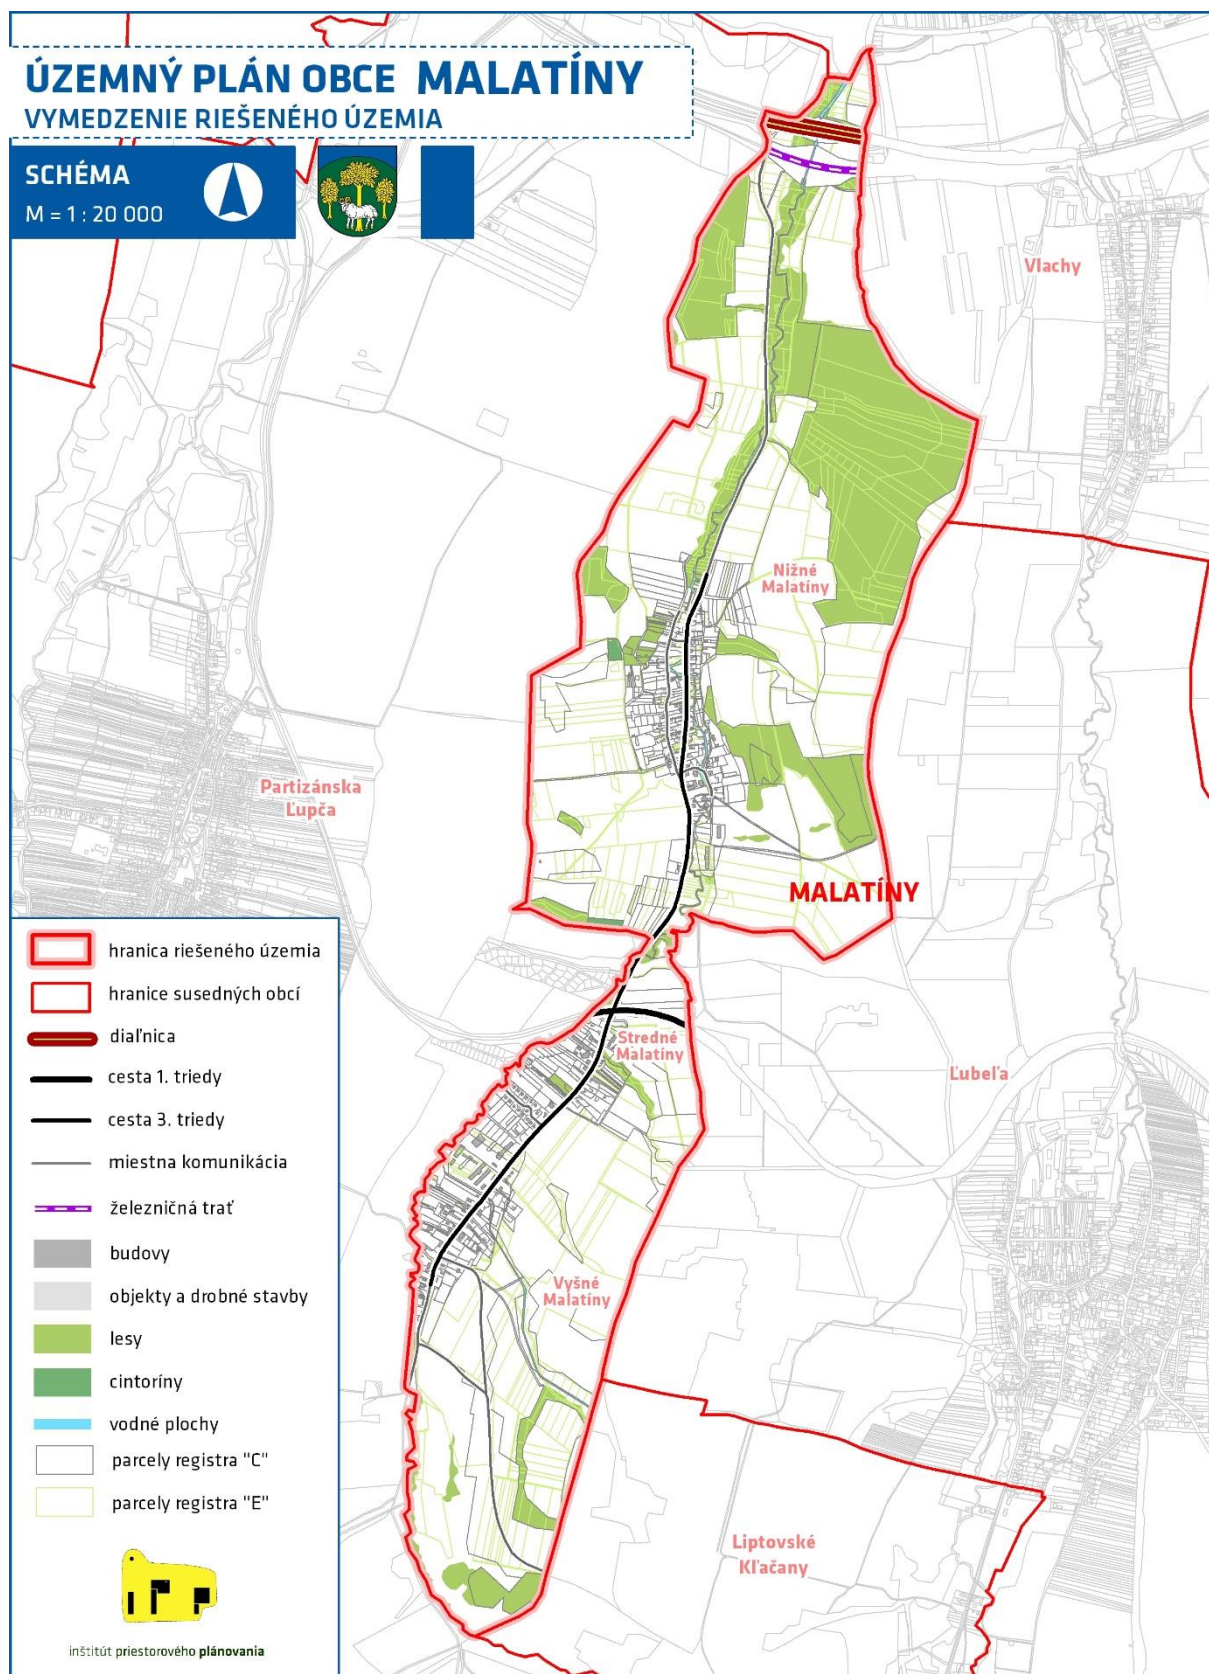 ÚZEMNÝ PLÁN OBCE MALATÍNY
VYMEDZENIE RIEŠENÉHO ÚZEMIA
SCHÉMA
M = 1 : 20 000
Vlachy
Nižné
Malatíny
Partizánska
Ľupča
MALATÍNY
Stredné
Malatíny
Ľubeľa
Vyšné
Malatíny
Liptovské
Kľačany
hranica riešeného územia
hranice susedných obcí
diaľnica
cesta 1. triedy
cesta 3. triedy
miestna komunikácia
železničná trať
budovy
objekty a drobné stavby
lesy
cintoríny
vodné plochy
parcely registra "C"
parcely registra "E"
inštitút priestorového plánovania